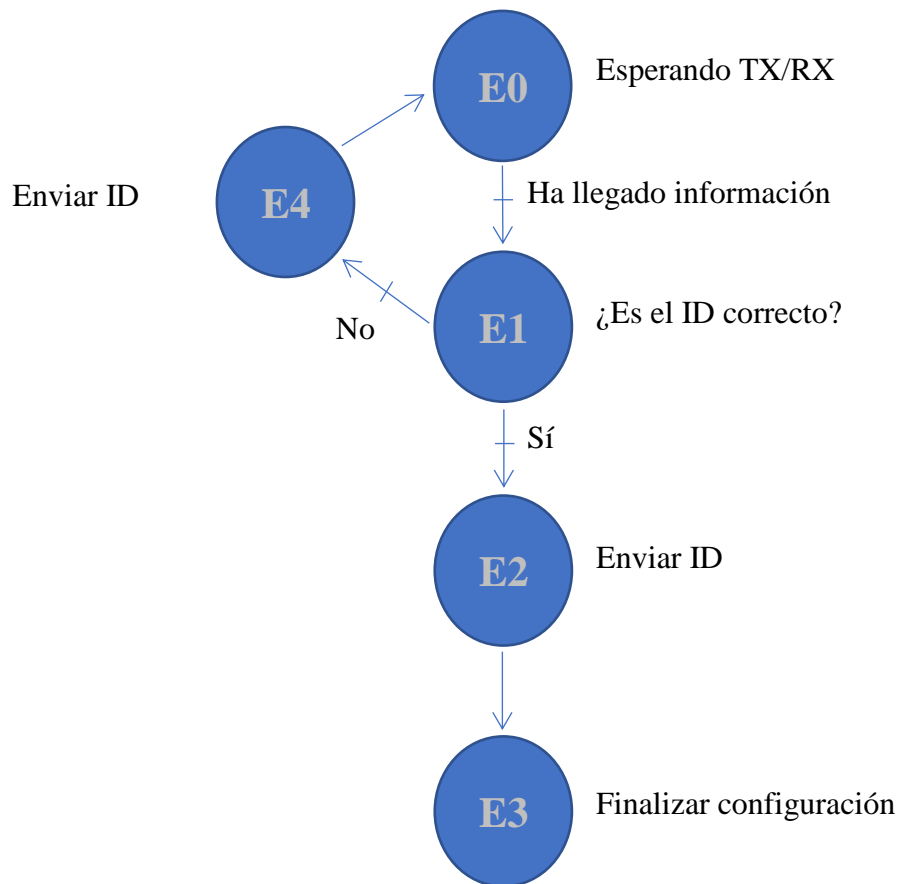 E0
Esperando TX/RX
Enviar ID
E4
Ha llegado información
No
E1
¿Es el ID correcto?
Sí
E2
Enviar ID
E3
Finalizar configuración